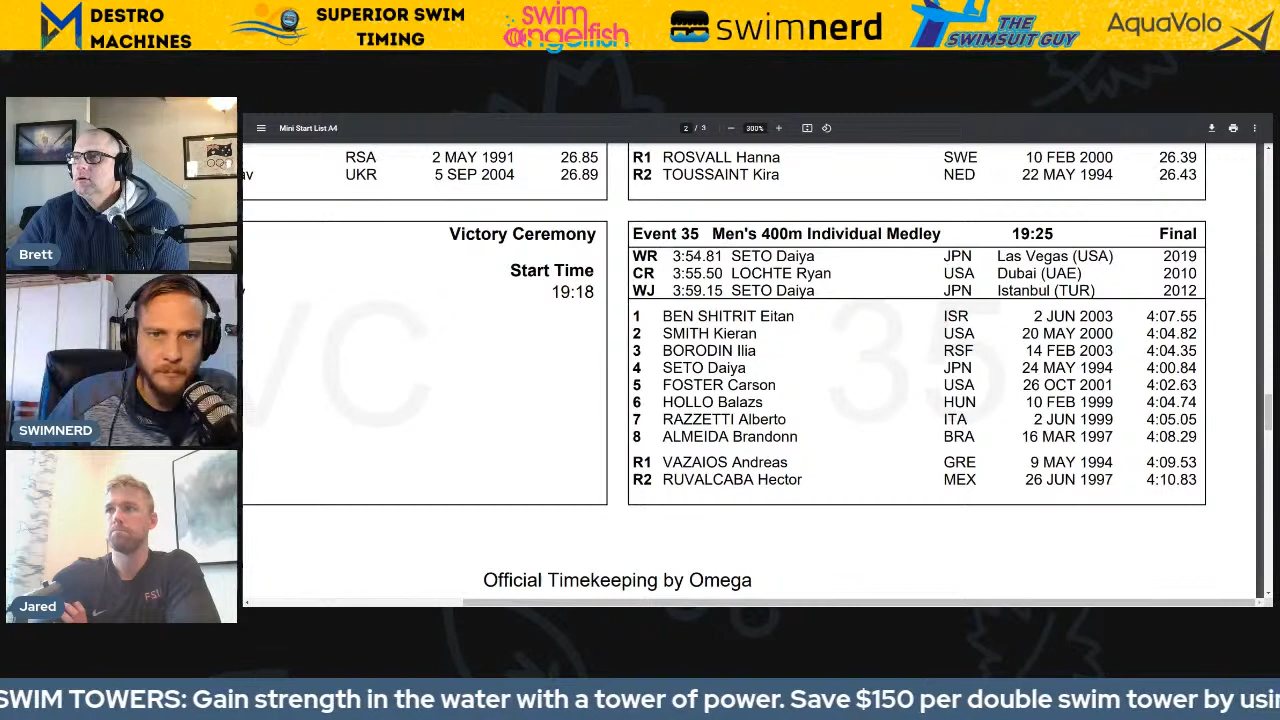 DESTRO
MACHINES
SUPERIOR SWIM
TIMING
swim
angelfish
swimnerd
THE
SWIMSUIT GUY
AquaVolo
Mini Start List A4
2 / 3
300%
Brett
SWIMNERD
Jared
FSU
RSA 2 MAY 1991 26.85
av UKR 5 SEP 2004 26.89
R1 ROSVALL Hanna SWE 10 FEB 2000 26.39
R2 TOUSSAINT Kira NED 22 MAY 1994 26.43
Victory Ceremony
Start Time
19:18
VC
Event 35 Men's 400m Individual Medley 19:25 Final
WR 3:54.81 SETO Daiya JPN Las Vegas (USA) 2019
CR 3:55.50 LOCHTE Ryan USA Dubai (UAE) 2010
WJ 3:59.15 SETO Daiya JPN Istanbul (TUR) 2012
35
1 BEN SHITRIT Eitan ISR 2 JUN 2003 4:07.55
2 SMITH Kieran USA 20 MAY 2000 4:04.82
3 BORODIN Ilia RSF 14 FEB 2003 4:04.35
4 SETO Daiya JPN 24 MAY 1994 4:00.84
5 FOSTER Carson USA 26 OCT 2001 4:02.63
6 HOLLO Balazs HUN 10 FEB 1999 4:04.74
7 RAZZETTI Alberto ITA 2 JUN 1999 4:05.05
8 ALMEIDA Brandonn BRA 16 MAR 1997 4:08.29
R1 VAZAIOS Andreas GRE 9 MAY 1994 4:09.53
R2 RUVALCABA Hector MEX 26 JUN 1997 4:10.83
Official Timekeeping by Omega
SWIM TOWERS: Gain strength in the water with a tower of power. Save $150 per double swim tower by usi